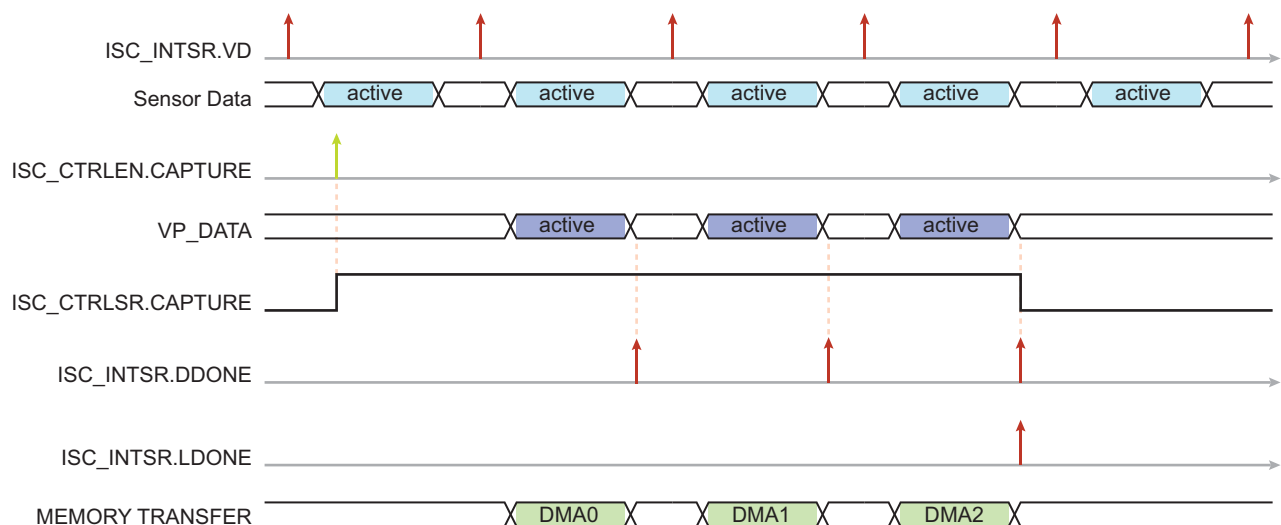 ISC_INTSR.VD
Sensor Data active active active active active
ISC_CTRLEN.CAPTURE
VP_DATA active active active
ISC_CTRLSR.CAPTURE
ISC_INTSR.DDONE
ISC_INTSR.LDONE
MEMORY TRANSFER DMA0 DMA1 DMA2